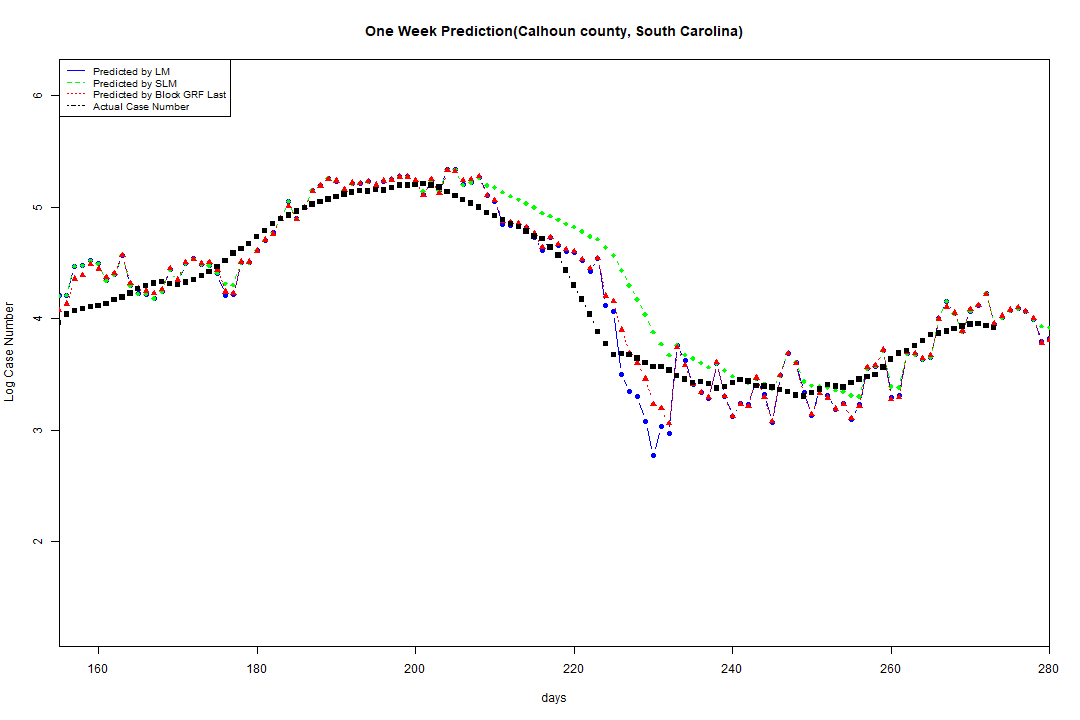 One Week Prediction(Calhoun county, South Carolina)
Predicted by LM
Predicted by SLM
Predicted by Block GRF Last
Actual Case Number
Log Case Number
6
5
4
3
2
160 180 200 220 240 260 280
days